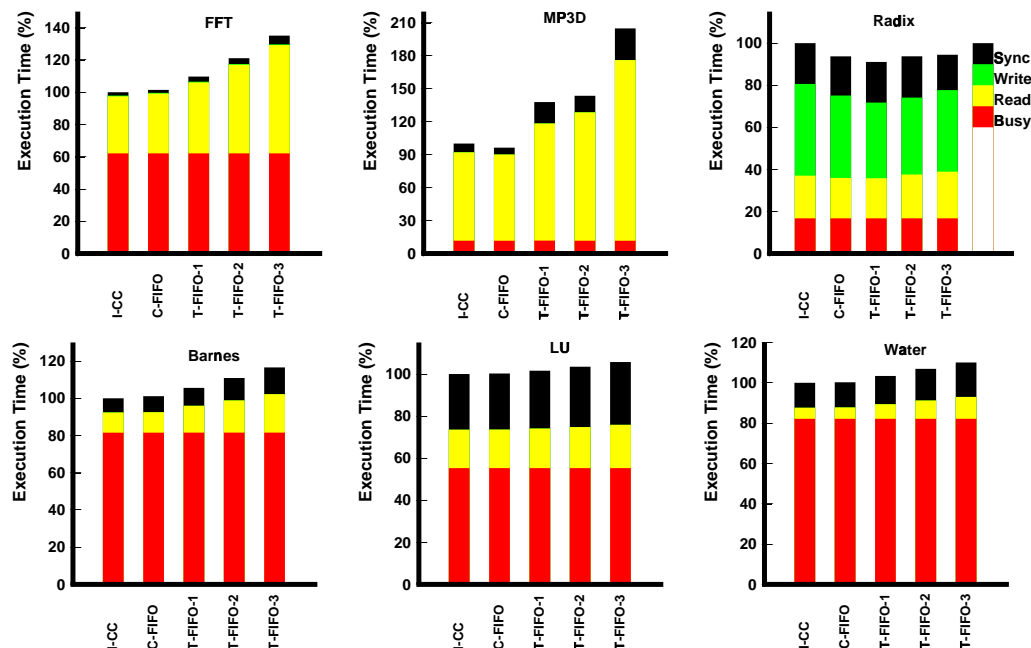 FFT
Execution Time (%)
140
120
100
80
60
40
20
0
I-CC
C-FIFO
T-FIFO-1
T-FIFO-2
T-FIFO-3
MP3D
Execution Time (%)
210
180
150
120
90
60
30
0
I-CC
C-FIFO
T-FIFO-1
T-FIFO-2
T-FIFO-3
Radix
Execution Time (%)
100
80
60
40
20
0
I-CC
C-FIFO
T-FIFO-1
T-FIFO-2
T-FIFO-3
Sync
Write
Read
Busy
Barnes
Execution Time (%)
120
100
80
60
40
20
0
I-CC
C-FIFO
T-FIFO-1
T-FIFO-2
T-FIFO-3
LU
Execution Time (%)
100
80
60
40
20
0
I-CC
C-FIFO
T-FIFO-1
T-FIFO-2
T-FIFO-3
Water
Execution Time (%)
120
100
80
60
40
20
0
I-CC
C-FIFO
T-FIFO-1
T-FIFO-2
T-FIFO-3